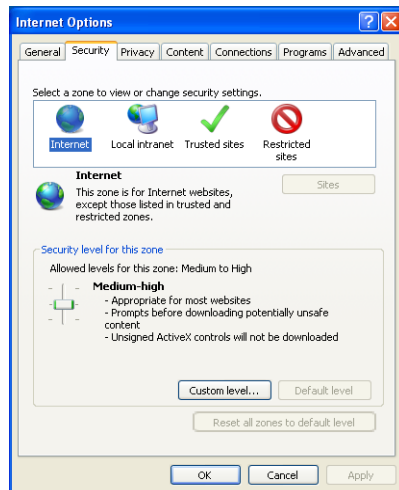 Internet Options
General Security Privacy Content Connections Programs Advanced
Select a zone to view or change security settings.
Internet Local intranet Trusted sites Restricted
sites
Internet
Sites
This zone is for Internet websites,
except those listed in trusted and
restricted zones.
Security level for this zone
Allowed levels for this zone: Medium to High
Medium-high
- Appropriate for most websites
- Prompts before downloading potentially unsafe
content
- Unsigned ActiveX controls will not be downloaded
Custom level... Default level
Reset all zones to default level
OK Cancel Apply